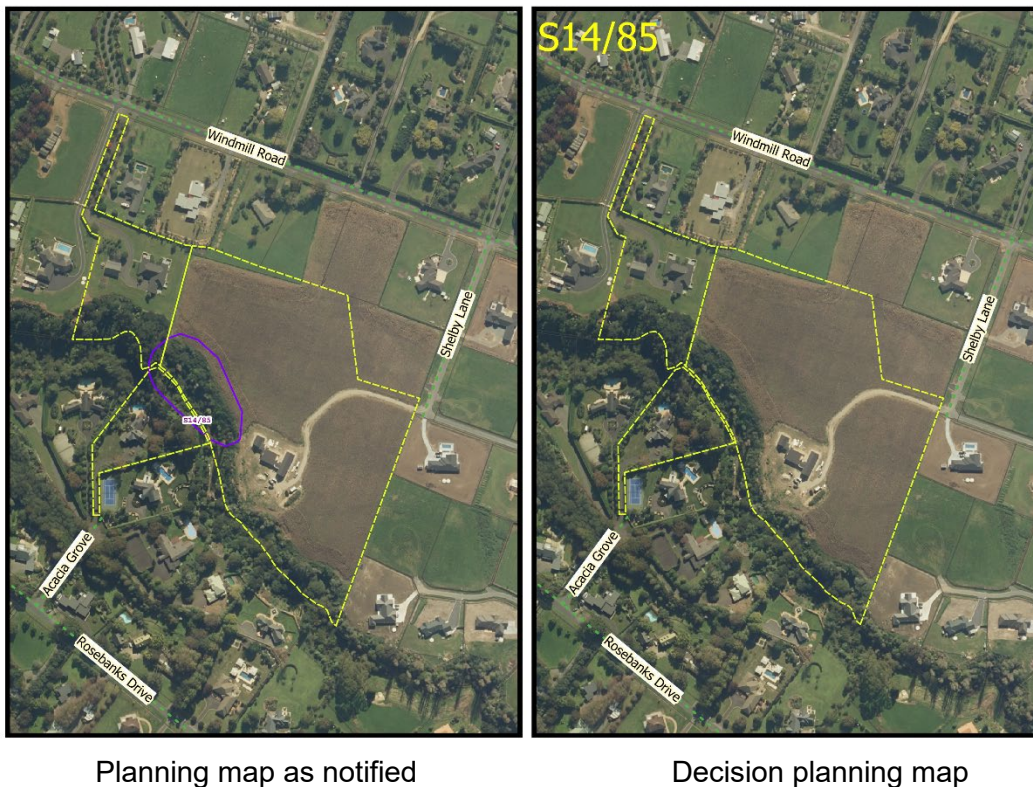 Windmill Road
Shelby Lane
S14/85
Acacia Grove
Rosebanks Drive
Planning map as notified
S14/85
Windmill Road
Shelby Lane
Acacia Grove
Rosebanks Drive
Decision planning map